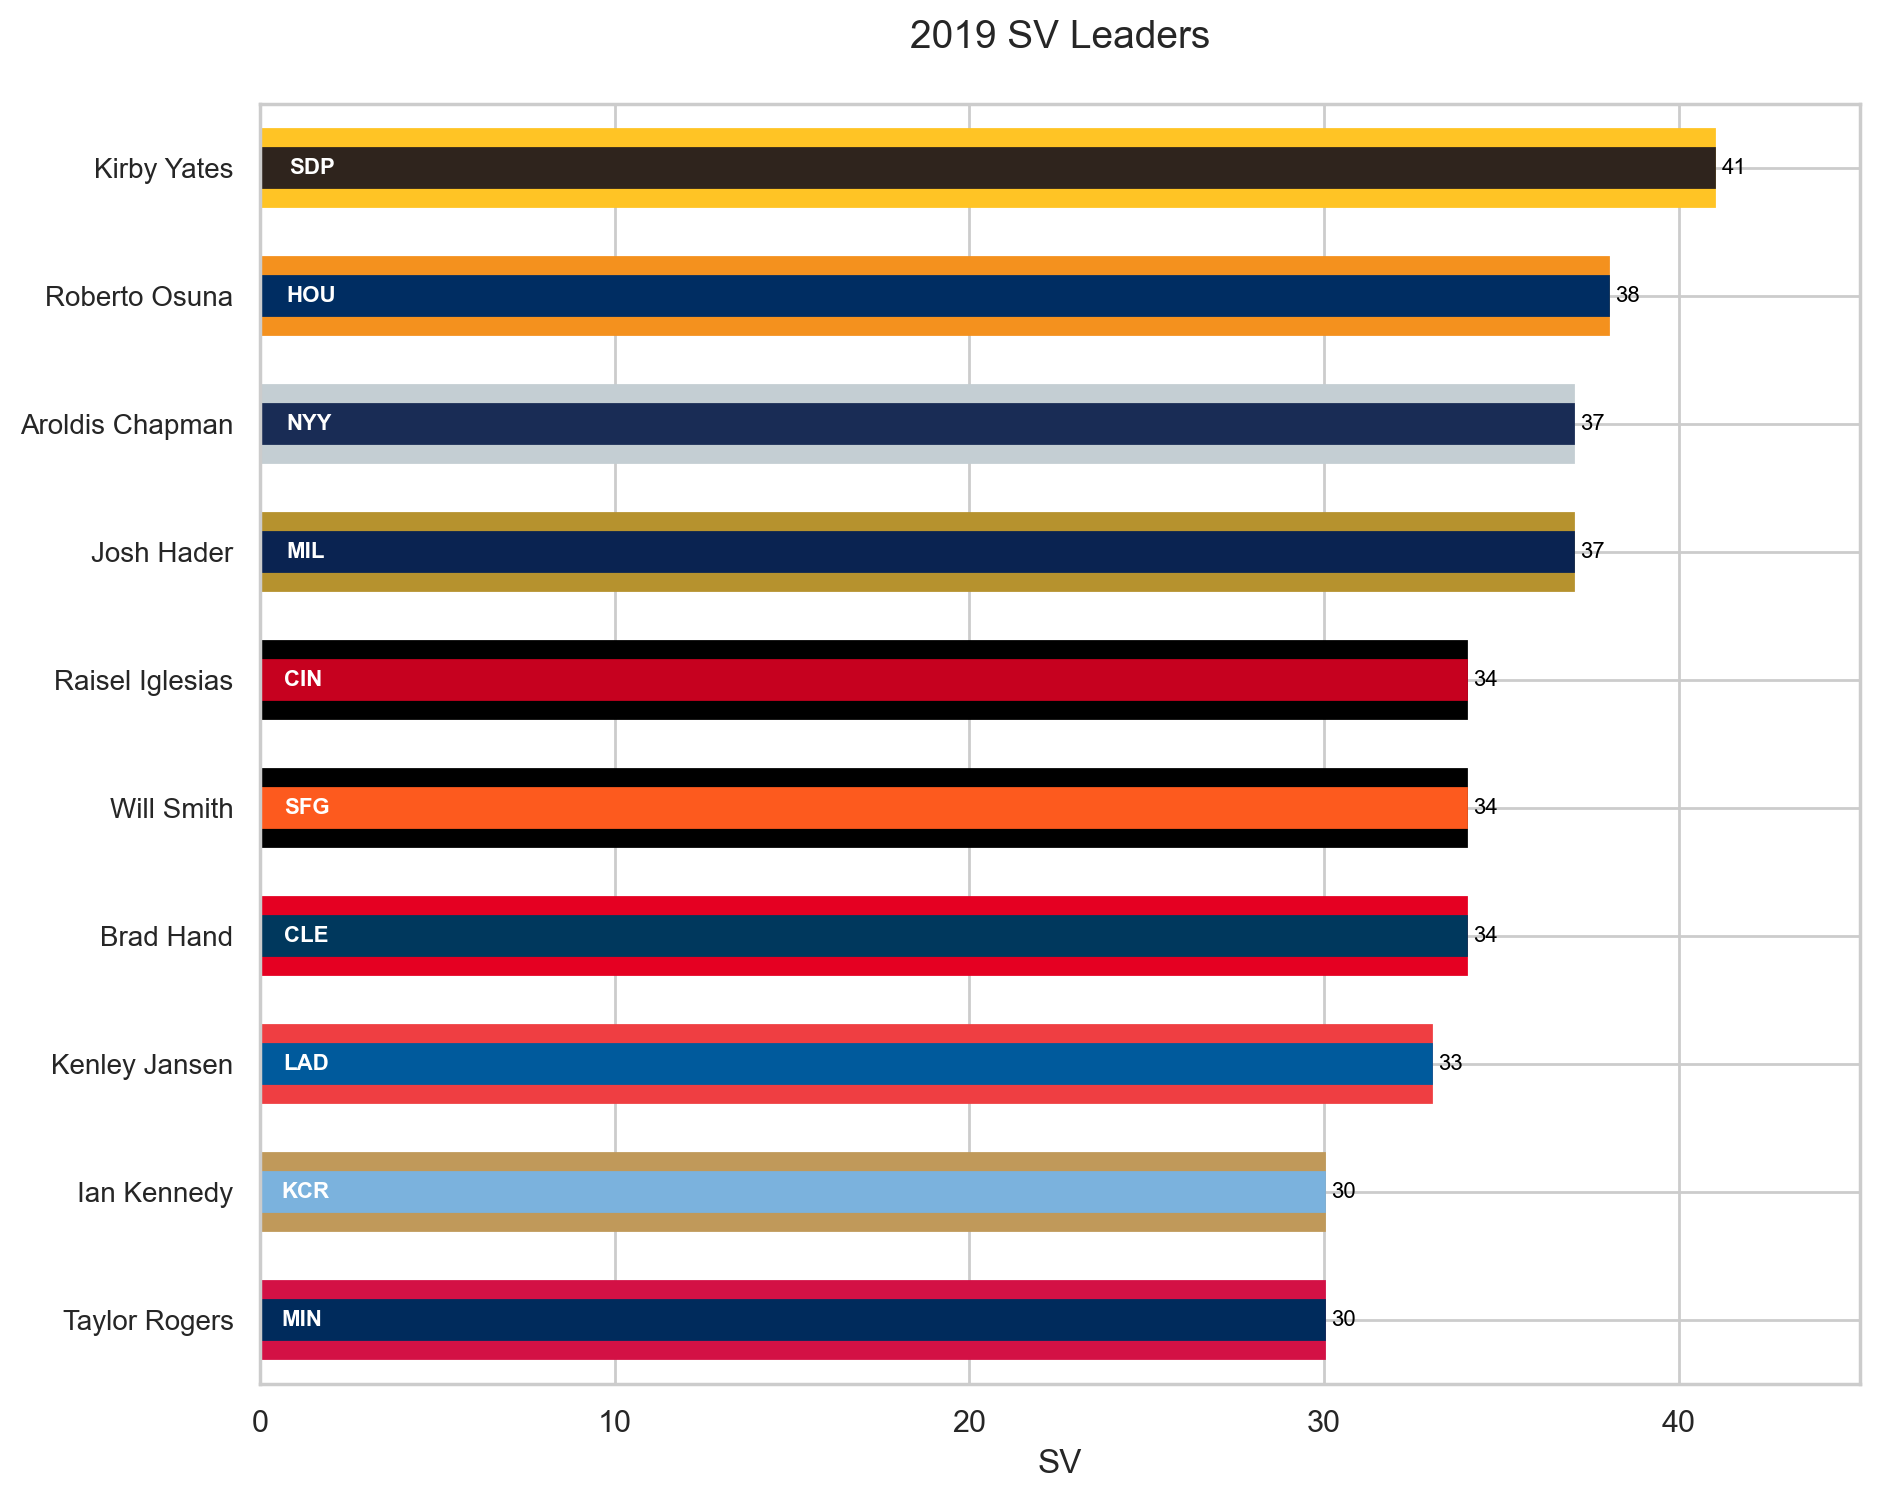 2019 SV Leaders
Kirby Yates SDP 41
Roberto Osuna HOU 38
Aroldis Chapman NYY 37
Josh Hader MIL 37
Raisel Iglesias CIN 34
Will Smith SFG 34
Brad Hand CLE 34
Kenley Jansen LAD 33
Ian Kennedy KCR 30
Taylor Rogers MIN 30
0 10 20 30 40
SV